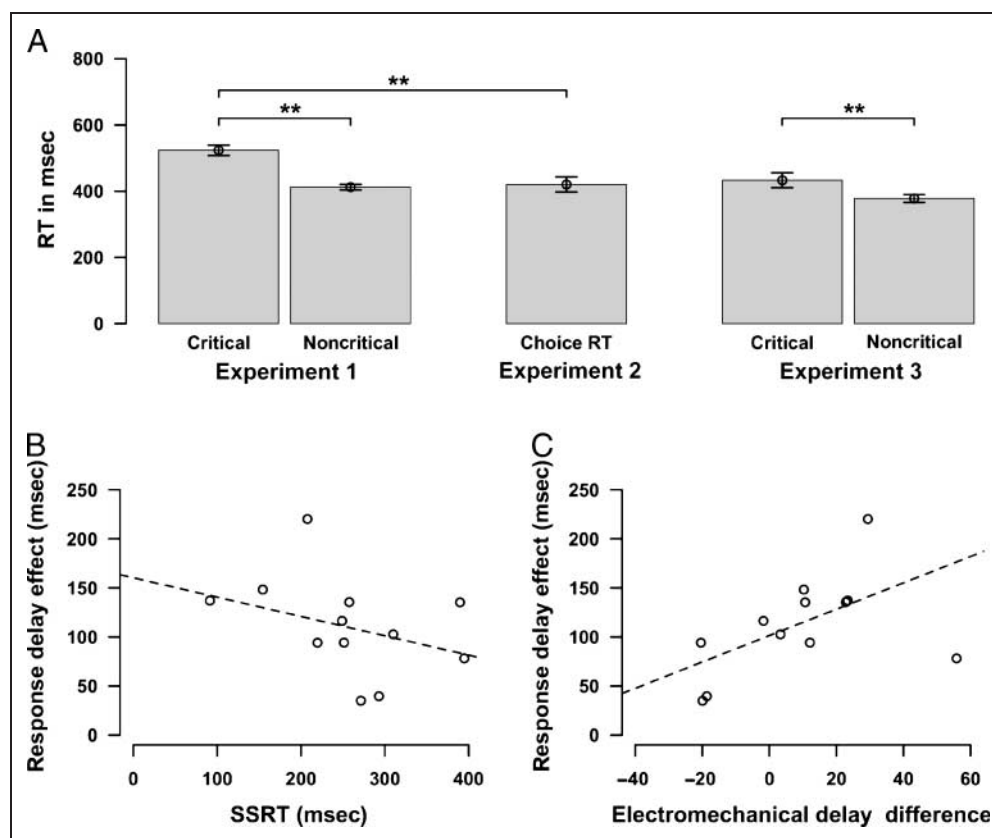 A
800
600
400
200
0
RT in msec
**
**
**
Critical Noncritical Choice RT Critical Noncritical
Experiment 1 Experiment 2 Experiment 3
B
Response delay effect (msec)
250
200
150
100
50
0
0 100 200 300 400
SSRT (msec)
C
Response delay effect (msec)
250
200
150
100
50
0
−40 −20 0 20 40 60
Electromechanical delay difference